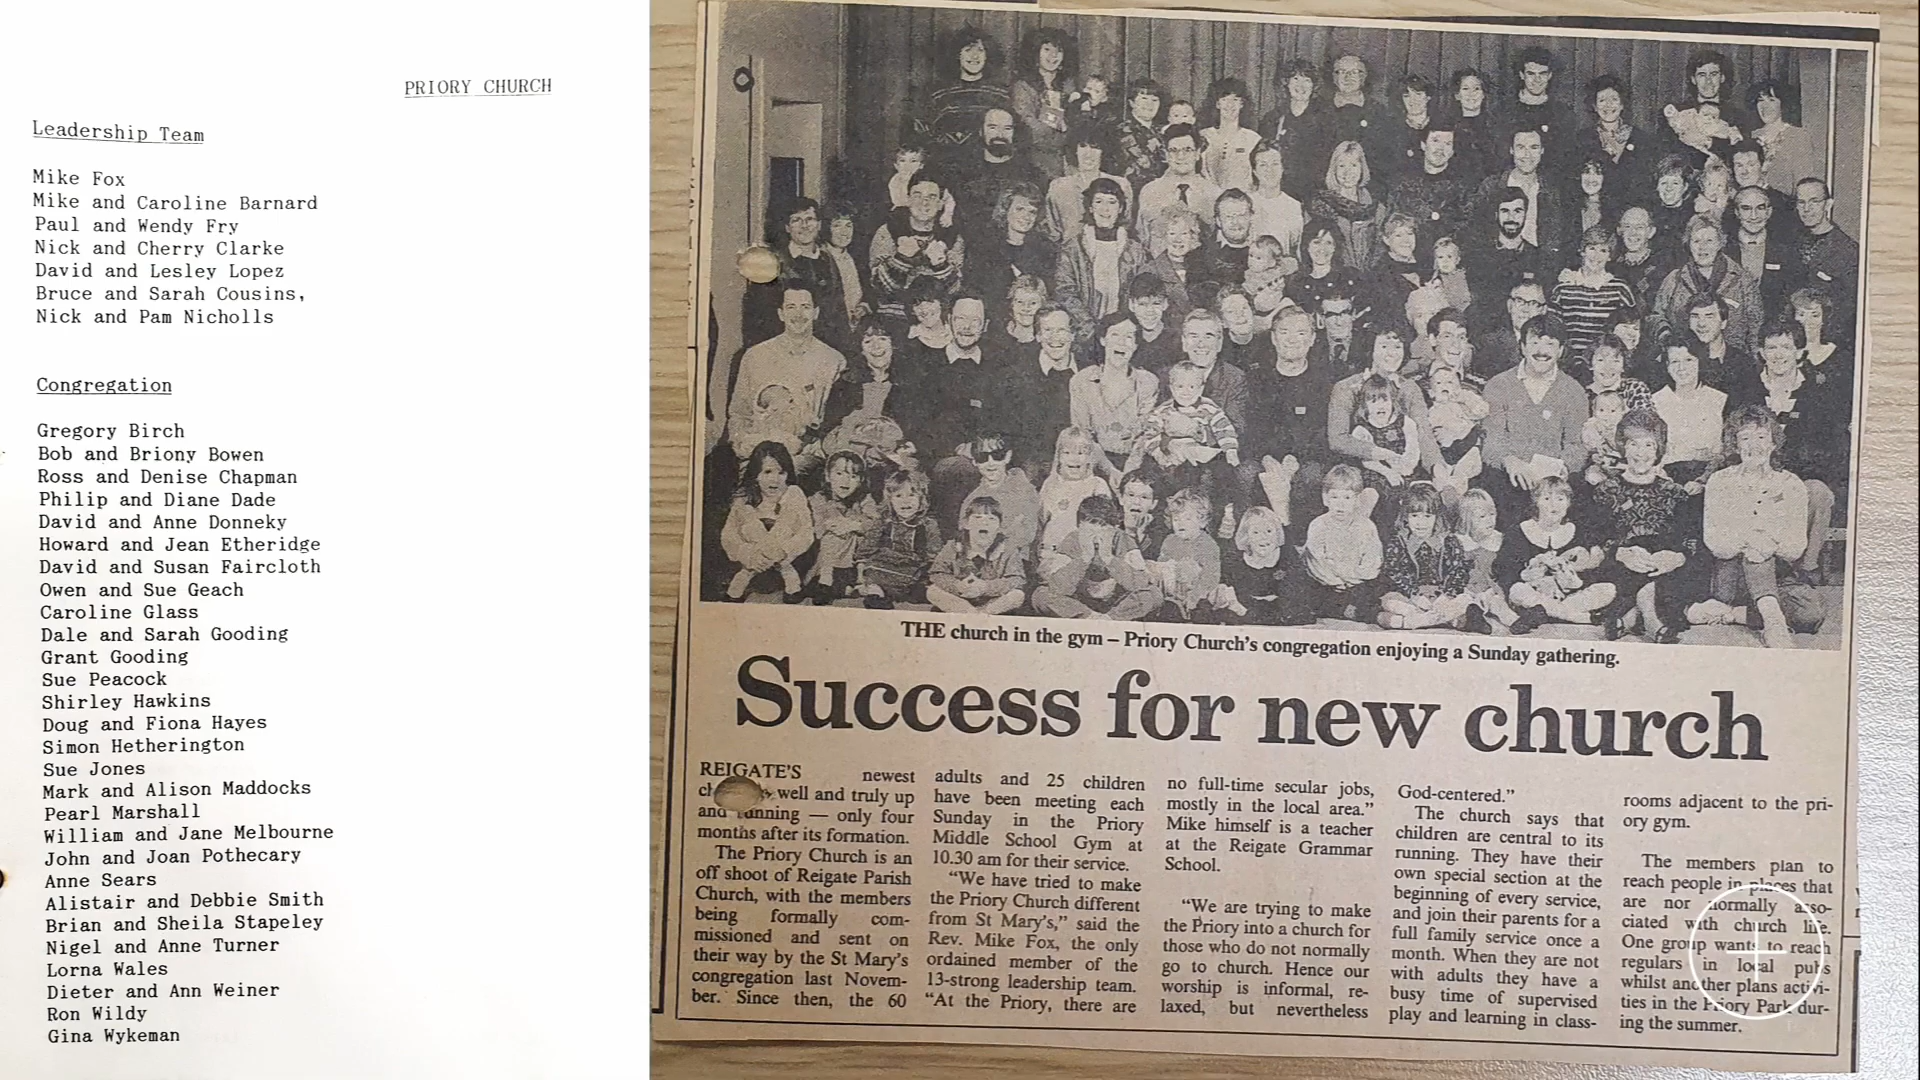 PRIORY CHURCH
Leadership Team
Mike Fox
Mike and Caroline Barnard
Paul and Wendy Fry
Nick and Cherry Clarke
David and Lesley Lopez
Bruce and Sarah Cousins,
Nick and Pam Nicholls
Congregation
Gregory Birch
Bob and Briony Bowen
Ross and Denise Chapman
Philip and Diane Dade
David and Anne Donneky
Howard and Jean Etheridge
David and Susan Faircloth
Owen and Sue Geach
Caroline Glass
Dale and Sarah Gooding
Grant Gooding
Sue Peacock
Shirley Hawkins
Doug and Fiona Hayes
Simon Hetherington
Sue Jones
Mark and Alison Maddocks
Pearl Marshall
William and Jane Melbourne
John and Joan Pothecary
Anne Sears
Alistair and Debbie Smith
Brian and Sheila Stapeley
Nigel and Anne Turner
Lorna Wales
Dieter and Ann Weiner
Ron Wildy
Gina Wykeman
THE church in the gym – Priory Church's congregation enjoying a Sunday gathering.
Success for new church
REIGATE'S newest
well and truly up
and running — only four
months after its formation.
The Priory Church is an
off shoot of Reigate Parish
Church, with the members
being formally com-
missioned and sent on
their way by the St Mary's
congregation last Novem-
ber. Since then, the 60
adults and 25 children
have been meeting each
Sunday in the Priory
Middle School Gym at
10.30 am for their service.
"We have tried to make
the Priory Church different
from St Mary's," said the
Rev. Mike Fox, the only
ordained member of the
13-strong leadership team.
"At the Priory, there are
no full-time secular jobs,
mostly in the local area."
Mike himself is a teacher
at the Reigate Grammar
School.
"We are trying to make
the Priory into a church for
those who do not normally
go to church. Hence our
worship is informal, re-
laxed, but nevertheless
God-centered."
The church says that
children are central to its
running. They have their
own special section at the
beginning of every service,
and join their parents for a
full family service once a
month. When they are not
with adults they have a
busy time of supervised
play and learning in class-
rooms adjacent to the pri-
ory gym.
The members plan to
reach people in places that
are nor normally asso-
ciated with church life.
One group wants to reach
regulars in local pubs
whilst another plans activi-
ties in the Priory Park dur-
ing the summer.